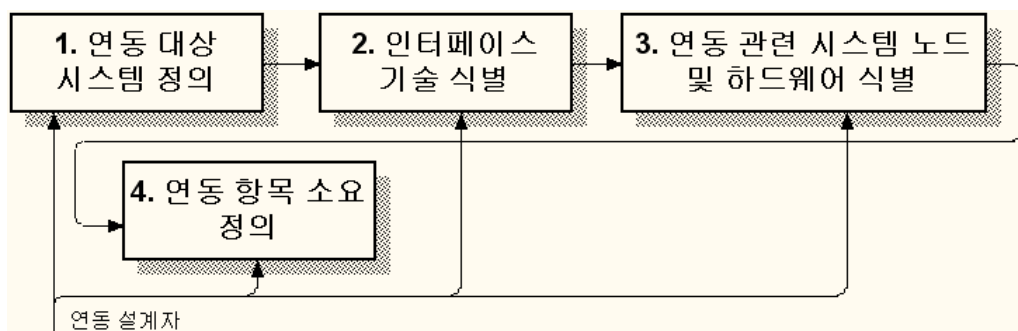 1. 연동 대상
시스템 정의
2. 인터페이스
기술 식별
3. 연동 관련 시스템 노드
및 하드웨어 식별
4. 연동 항목 소요
정의
연동 설계자